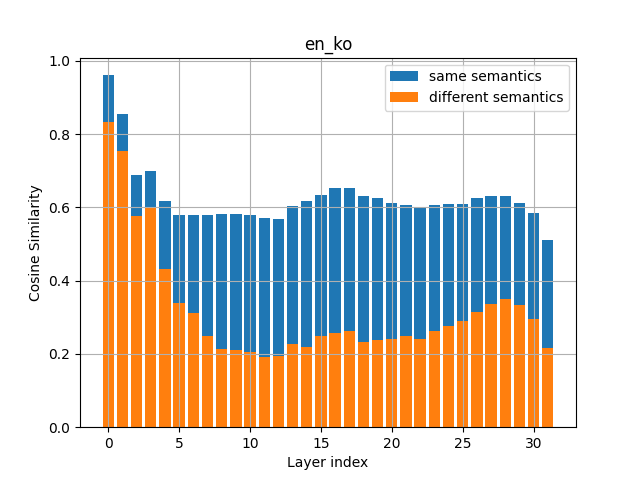 en_ko
same semantics
different semantics
Cosine Similarity
1.0
0.8
0.6
0.4
0.2
0.0
0 5 10 15 20 25 30
Layer index